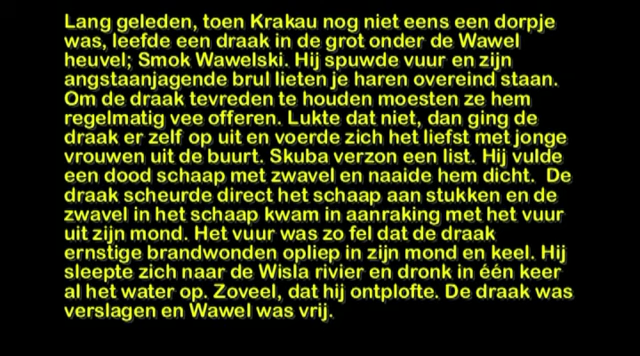 Lang geleden, toen Krakau nog niet eens een dorpje
was, leefde een draak in de grot onder de Wawel
heuvel; Smok Wawelski. Hij spuwde vuur en zijn
angstaanjagende brul lieten je haren overeind staan.
Om de draak tevreden te houden moesten ze hem
regelmatig vee offeren. Lukte dat niet, dan ging de
draak er zelf op uit en voerde zich het liefst met jonge
vrouwen uit de buurt. Skuba verzon een list. Hij vulde
een dood schaap met zwavel en naaide hem dicht.  De
draak scheurde direct het schaap aan stukken en de
zwavel in het schaap kwam in aanraking met het vuur
uit zijn mond. Het vuur was zo fel dat de draak
ernstige brandwonden opliep in zijn mond en keel. Hij
sleepte zich naar de Wisla rivier en dronk in één keer
al het water op. Zoveel, dat hij ontplofte. De draak was
verslagen en Wawel was vrij.